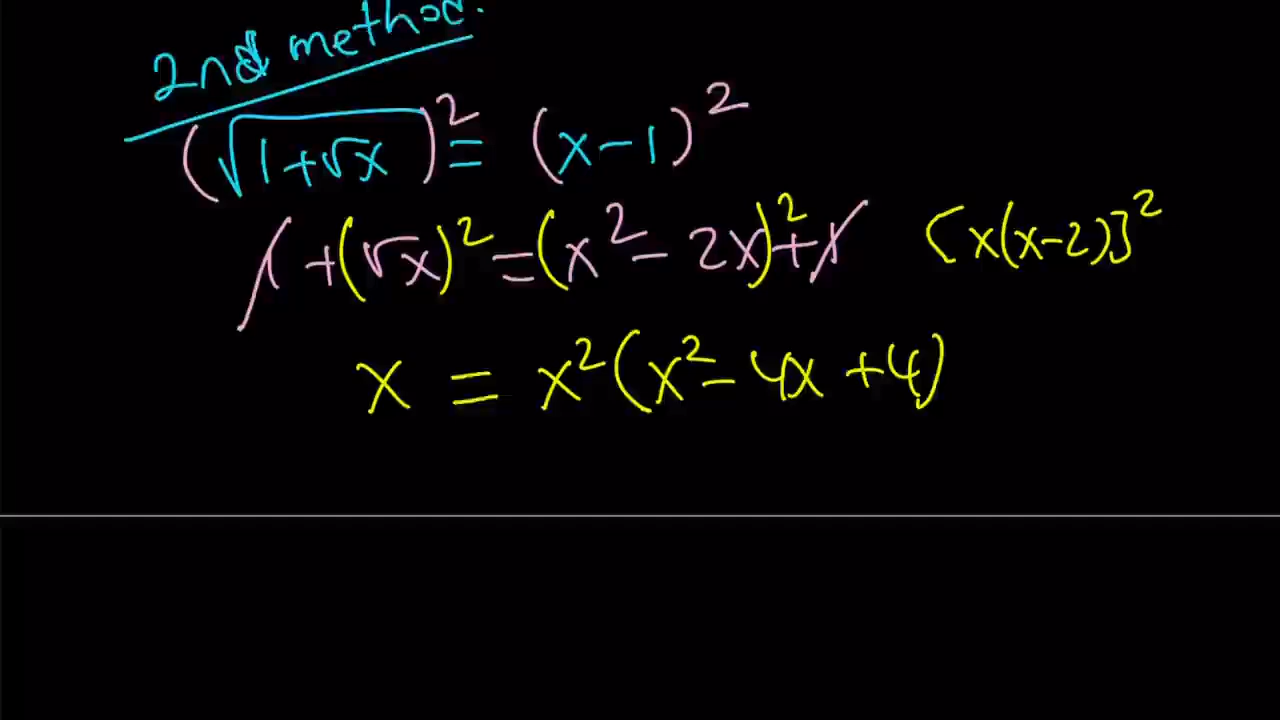 2nd method.
(√(1+√x))² = (x-1)²
1 + (√x)² = (x² - 2x)² + 1 [x(x-2)]²
x = x²(x² - 4x + 4)